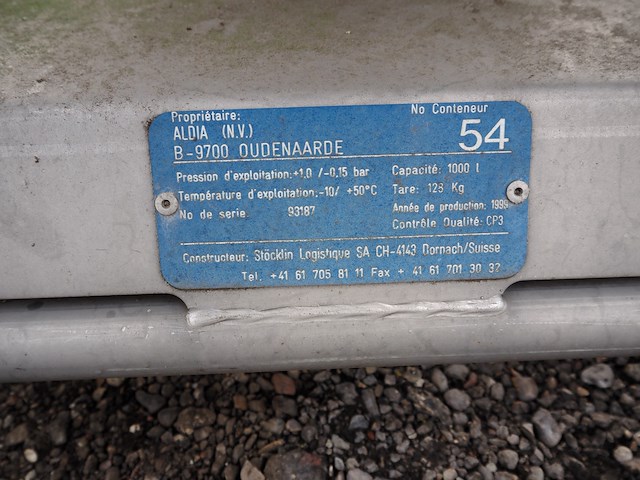 Propriétaire: No Conteneur
ALDIA (N.V.) 54
B-9700 OUDENAARDE
Pression d'exploitation:+1,0 /-0,15 bar Capacité: 1000 l
Température d'exploitation,-10/ +50°C Tare: 128 Kg
No de serie 93187 Année de production: 1999
Contrôle Qualité: CP3
Constructeur: Stöcklin Logistique SA CH-4143 Dornach/Suisse
Tel. +41 61 705 81 11 Fax + 41 61 701 30 32